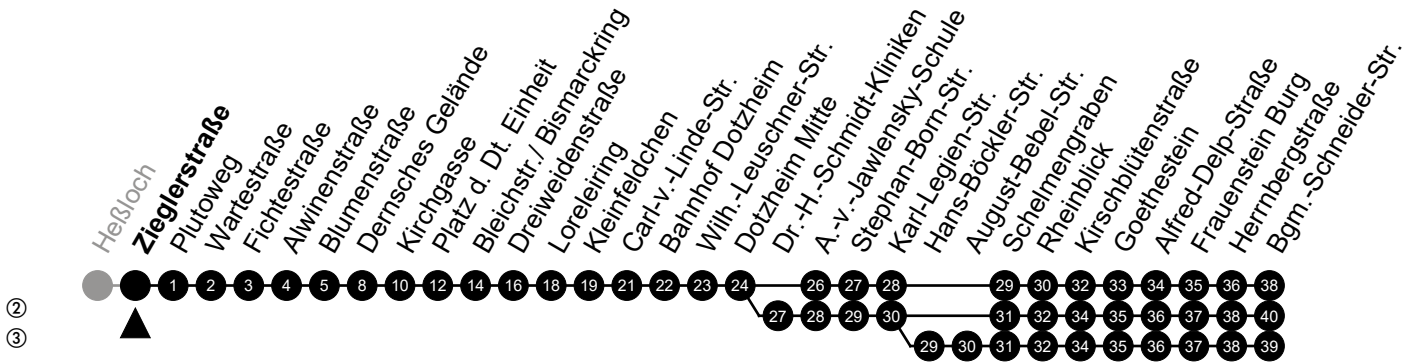 Heßloch
Zieglerstraße
Plutoweg
Wartestraße
Fichtestraße
Alwinenstraße
Blumenstraße
Dernsches Gelände
Kirchgasse
Platz d. Dt. Einheit
Bleichstr./ Bismarckring
Dreiweidenstraße
Loreleiring
Kleinfeldchen
Carl-v.-Linde-Str.
Bahnhof Dotzheim
Wilh.-Leuschner-Str.
Dotzheim Mitte
Dr.-H.-Schmidt-Kliniken
A.-v.-Jawlensky-Schule
Stephan-Born-Str.
Karl-Legien-Str.
Hans-Böckler-Str.
August-Bebel-Str.
Schelmengraben
Rheinblick
Kirschblütenstraße
Goethestein
Alfred-Delp-Straße
Frauenstein Burg
Herrnbergstraße
Bgm.-Schneider-Str.
1 2 3 4 5 8 10 12 14 16 18 19 21 22 23 24 26 27 28 29 30 32 33 34 35 36 38
② 27 28 29 30 31 32 34 35 36 37 38 40
③ 29 30 31 32 34 35 36 37 38 39